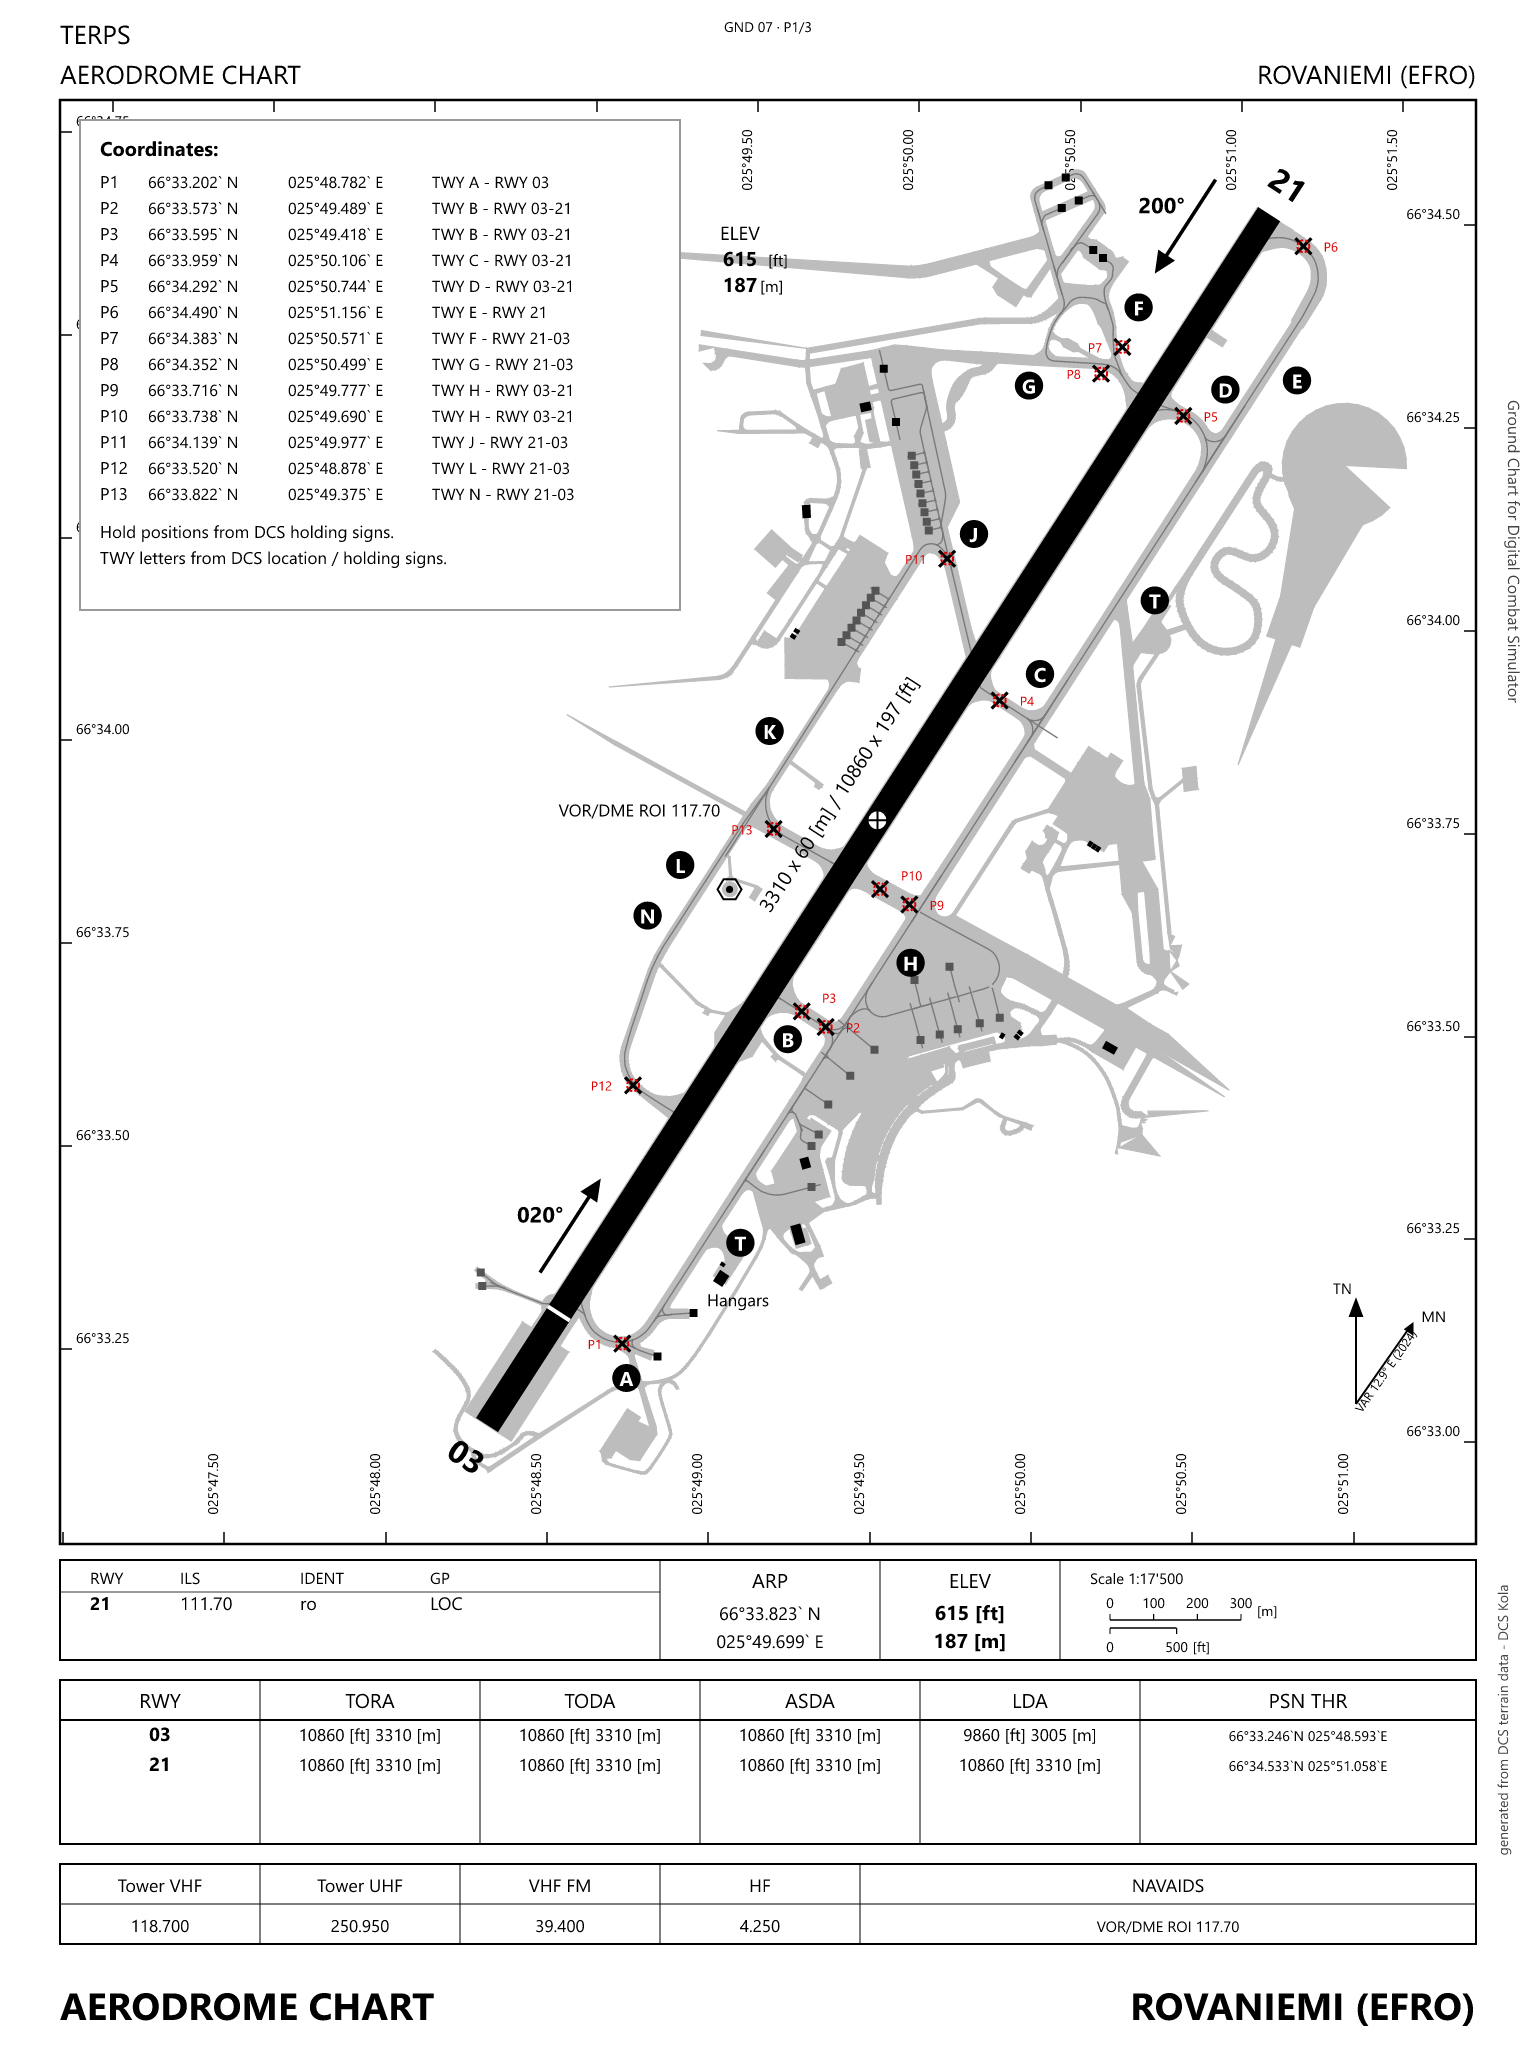 GND 07 · P1/3
TERPS
AERODROME CHART
ROVANIEMI (EFRO)
Coordinates:
P1 66°33.202` N 025°48.782` E TWY A - RWY 03
P2 66°33.573` N 025°49.489` E TWY B - RWY 03-21
P3 66°33.595` N 025°49.418` E TWY B - RWY 03-21
P4 66°33.959` N 025°50.106` E TWY C - RWY 03-21
P5 66°34.292` N 025°50.744` E TWY D - RWY 03-21
P6 66°34.490` N 025°51.156` E TWY E - RWY 21
P7 66°34.383` N 025°50.571` E TWY F - RWY 21-03
P8 66°34.352` N 025°50.499` E TWY G - RWY 21-03
P9 66°33.716` N 025°49.777` E TWY H - RWY 03-21
P10 66°33.738` N 025°49.690` E TWY H - RWY 03-21
P11 66°34.139` N 025°49.977` E TWY J - RWY 21-03
P12 66°33.520` N 025°48.878` E TWY L - RWY 21-03
P13 66°33.822` N 025°49.375` E TWY N - RWY 21-03
Hold positions from DCS holding signs.
TWY letters from DCS location / holding signs.
025°49.50
025°50.00
025°50.50
025°51.00
025°51.50
ELEV
615 [ft]
187 [m]
200°
21
66°34.50
P6
F
P7
P8
G
D
E
P5
66°34.25
J
P11
T
66°34.00
C
P4
K
66°34.00
3310 x 60 [m] / 10860 x 197 [ft]
VOR/DME ROI 117.70
P13
66°33.75
L
P10
P9
N
66°33.75
H
P3
P2
B
66°33.50
P12
66°33.50
020°
T
66°33.25
Hangars
TN
MN
VAR 12.9° E (2024)
66°33.25
P1
A
66°33.00
03
025°47.50
025°48.00
025°48.50
025°49.00
025°49.50
025°50.00
025°50.50
025°51.00
Ground Chart for Digital Combat Simulator
RWY ILS IDENT GP
21 111.70 ro LOC
ARP
66°33.823` N
025°49.699` E
ELEV
615 [ft]
187 [m]
Scale 1:17'500
0 100 200 300 [m]
0 500 [ft]
RWY TORA TODA ASDA LDA PSN THR
03 10860 [ft] 3310 [m] 10860 [ft] 3310 [m] 10860 [ft] 3310 [m] 9860 [ft] 3005 [m] 66°33.246`N 025°48.593`E
21 10860 [ft] 3310 [m] 10860 [ft] 3310 [m] 10860 [ft] 3310 [m] 10860 [ft] 3310 [m] 66°34.533`N 025°51.058`E
generated from DCS terrain data - DCS Kola
Tower VHF Tower UHF VHF FM HF NAVAIDS
118.700 250.950 39.400 4.250 VOR/DME ROI 117.70
AERODROME CHART
ROVANIEMI (EFRO)